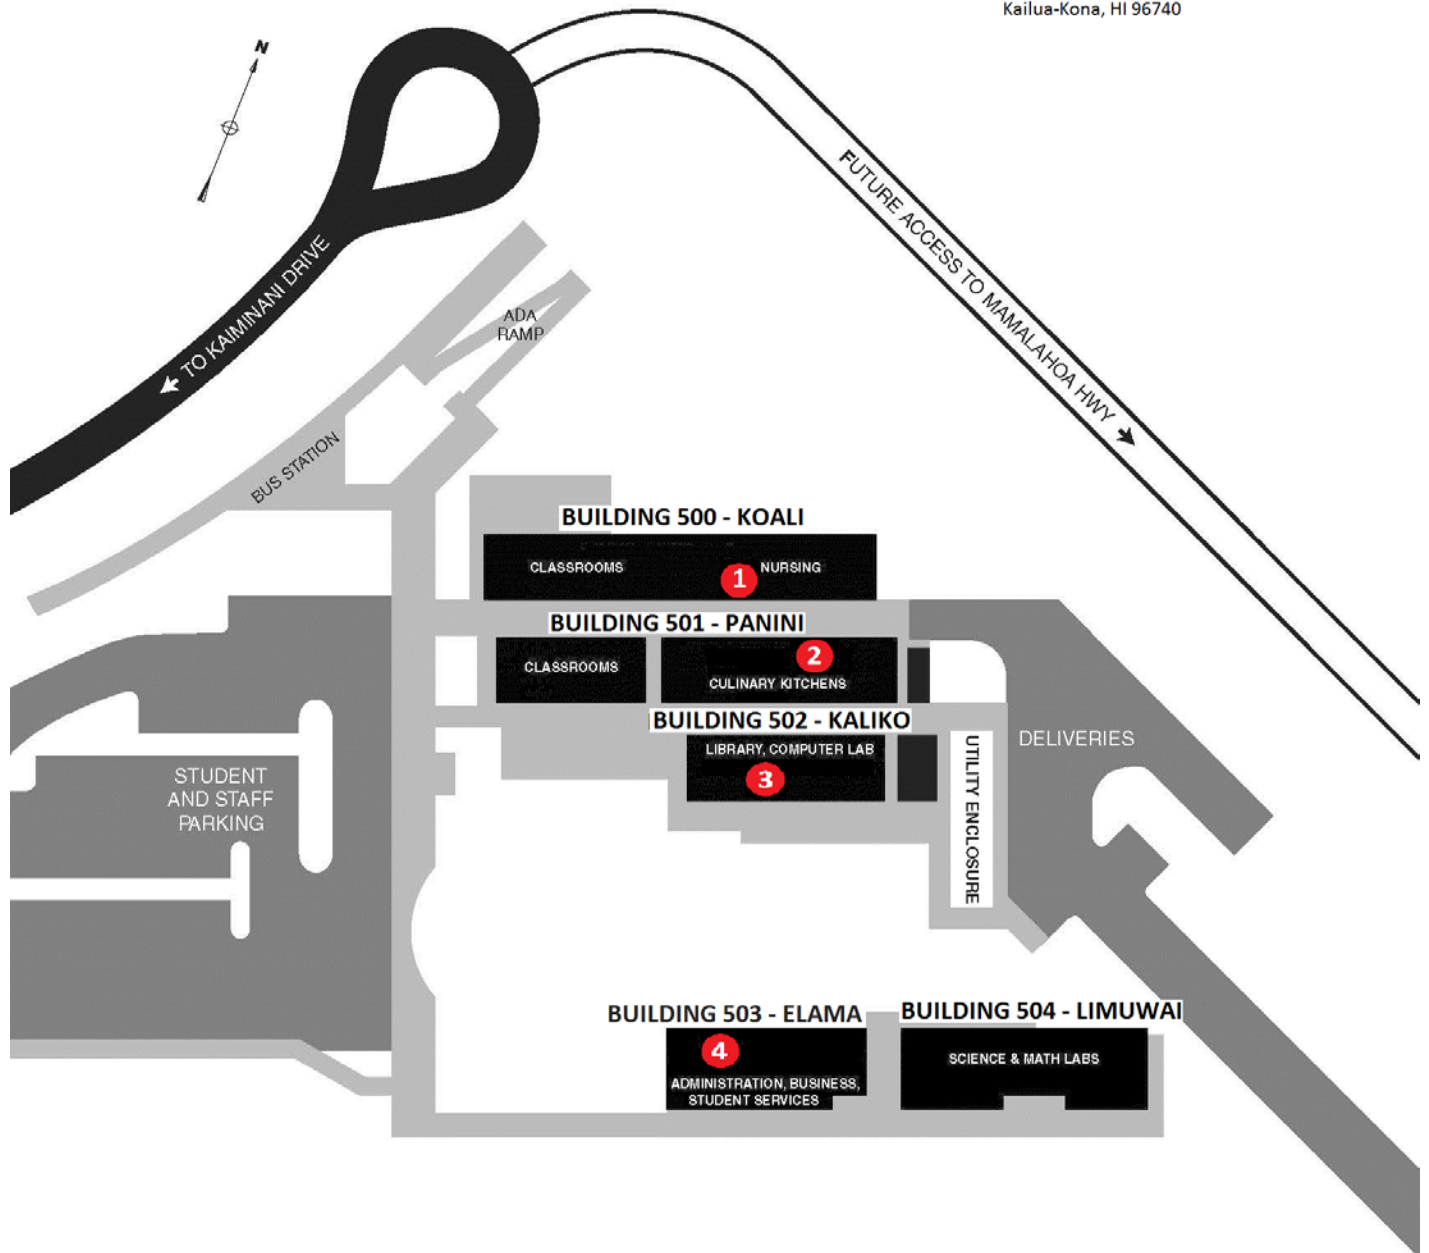 Kailua-Kona, HI 96740
N
FUTURE ACCESS TO MAMALAHOA HWY
TO KAIMINANI DRIVE
ADA
RAMP
BUS STATION
BUILDING 500 - KOALI
CLASSROOMS
1
NURSING
BUILDING 501 - PANINI
CLASSROOMS
2
CULINARY KITCHENS
BUILDING 502 - KALIKO
LIBRARY, COMPUTER LAB
3
UTILITY ENCLOSURE
DELIVERIES
STUDENT
AND STAFF
PARKING
BUILDING 503 - ELAMA
4
ADMINISTRATION, BUSINESS,
STUDENT SERVICES
BUILDING 504 - LIMUWAI
SCIENCE & MATH LABS